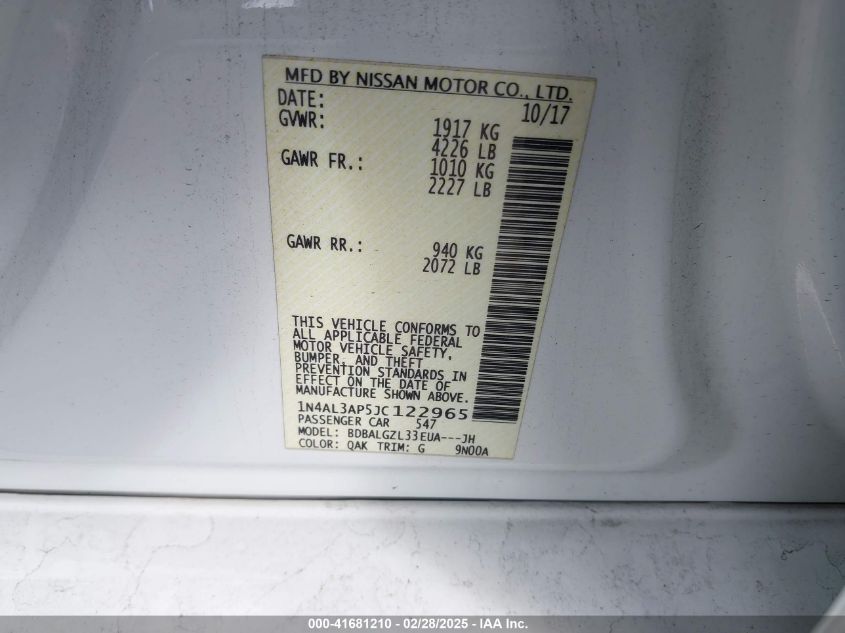 MFD BY NISSAN MOTOR CO., LTD.
DATE: 10/17
GVWR: 1917 KG
4226 LB
GAWR FR.: 1010 KG
2227 LB
GAWR RR.: 940 KG
2072 LB
THIS VEHICLE CONFORMS TO
ALL APPLICABLE FEDERAL
MOTOR VEHICLE SAFETY,
BUMPER, AND THEFT
PREVENTION STANDARDS IN
EFFECT ON THE DATE OF
MANUFACTURE SHOWN ABOVE.
1N4AL3AP5JC122965
PASSENGER CAR 547
MODEL: BDBALGZL33EUA---JH
COLOR: QAK TRIM: G 9N00A
000-41681210 - 02/28/2025 - IAA Inc.